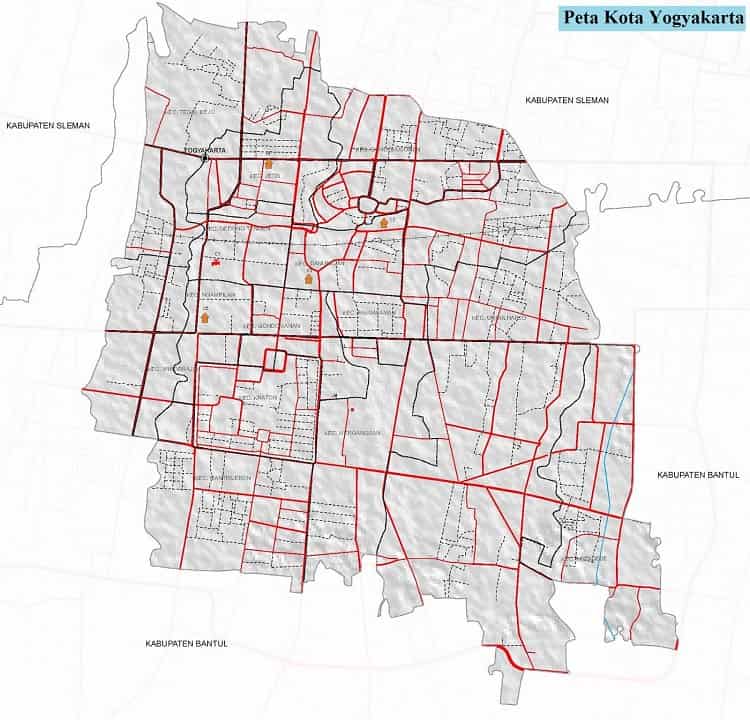 Peta Kota Yogyakarta
KABUPATEN SLEMAN
KABUPATEN SLEMAN
KEC. TEGALREJO
YOGYAKARTA
KEC. GONDOKUSUMAN
KEC. JETIS
KEC. GEDONG TENGEN
KEC. DANUREJAN
KEC. NGAMPILAN
KEC. PAKUALAMAN
KEC. UMBULHARJO
KEC. GONDOMANAN
KEC. WIROBRAJAN
KEC. KRATON
KEC. MERGANGSAN
KABUPATEN BANTUL
KEC. MANTRIJERON
KEC. KOTAGEDE
KABUPATEN BANTUL